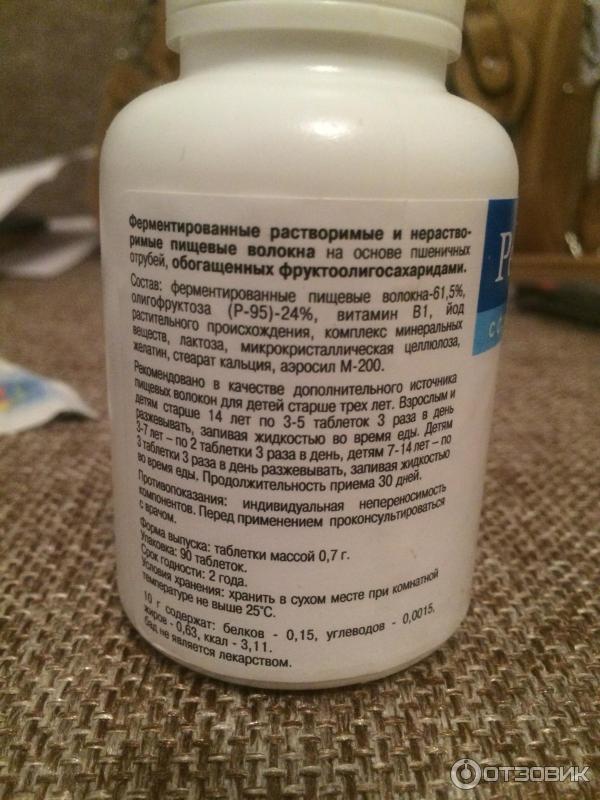 Ферментированные растворимые и нераство-
римые пищевые волокна на основе пшеничных
отрубей, обогащенных фруктоолигосахаридами.
Состав: ферментированные пищевые волокна-61,5%,
олигофруктоза (Р-95)-24%, витамин В1, йод
растительного происхождения, комплекс минеральных
веществ, лактоза, микрокристаллическая целлюлоза,
желатин, стеарат кальция, аэросил М-200.
Рекомендовано в качестве дополнительного источника
пищевых волокон для детей старше трех лет. Взрослым и
детям старше 14 лет по 3-5 таблеток 3 раза в день
разжевывать, запивая жидкостью во время еды. Детям
3-7 лет – по 2 таблетки 3 раза в день, детям 7-14 лет – по
3 таблетки 3 раза в день разжевывать, запивая жидкостью
во время еды. Продолжительность приема 30 дней.
Противопоказания: индивидуальная непереносимость
компонентов. Перед применением проконсультироваться
с врачом.
Форма выпуска: таблетки массой 0,7 г.
Упаковка: 90 таблеток.
Срок годности: 2 года.
Условия хранения: хранить в сухом месте при комнатной
температуре не выше 25°С.
10 г содержат: белков - 0,15, углеводов - 0,0015,
жиров - 0,63, ккал - 3,11.
бад не является лекарством.
ОТЗОВИК